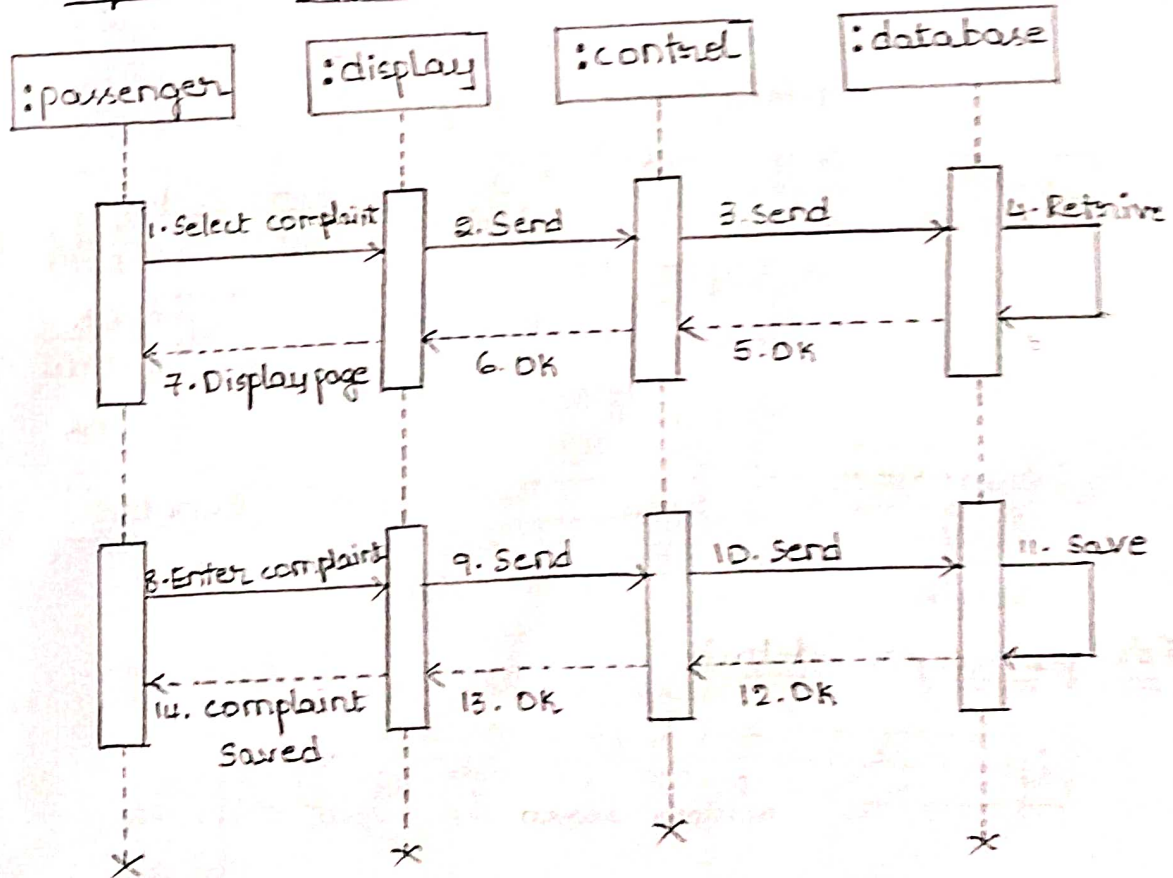 :passenger
:display
:control
:database
1. Select complaint
2. Send
3. Send
4. Retrive
5. OK
6. OK
7. Display page
8. Enter complaint
9. Send
10. Send
11. Save
12. OK
13. OK
14. complaint
Saved